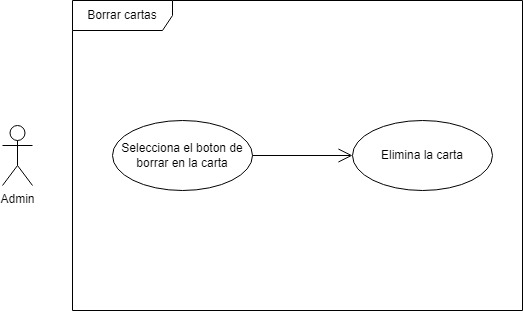 Borrar cartas
Selecciona el boton de
borrar en la carta
Elimina la carta
Admin